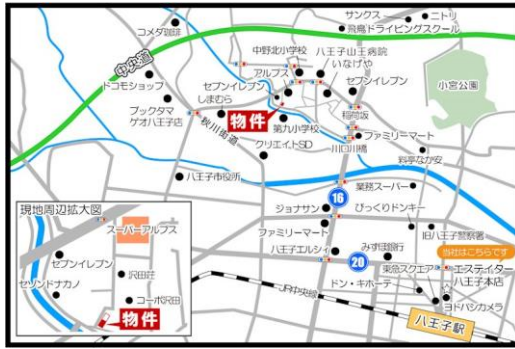 サンクス
ニトリ
飛鳥ドライビングスクール
コメダ珈琲
中央道
中野北小学校
八王子山王病院
いなげや
アルプス
小宮公園
ドコモショップ
セブンイレブン
セブンイレブン
しまむら
ブックタマ
ゲオ八王子店
物件
稲荷坂
秋川街道
第九小学校
ファミリーマート
クリエイトSD
川口川橋
料亭なか安
八王子市役所
業務スーパー
16
現地周辺拡大図
ジョナサン
びっくりドンキー
スーパーアルプス
ファミリーマート
旧八王子警察署
八王子エルシィ
みずほ銀行
当社はこちらです
セブンイレブン
20
東急スクエア
エステイター
八王子本店
沢田荘
セゾンドナカノ
JR中央線
ドン・キホーテ
コーポ沢田
ヨドバシカメラ
物件
八王子駅